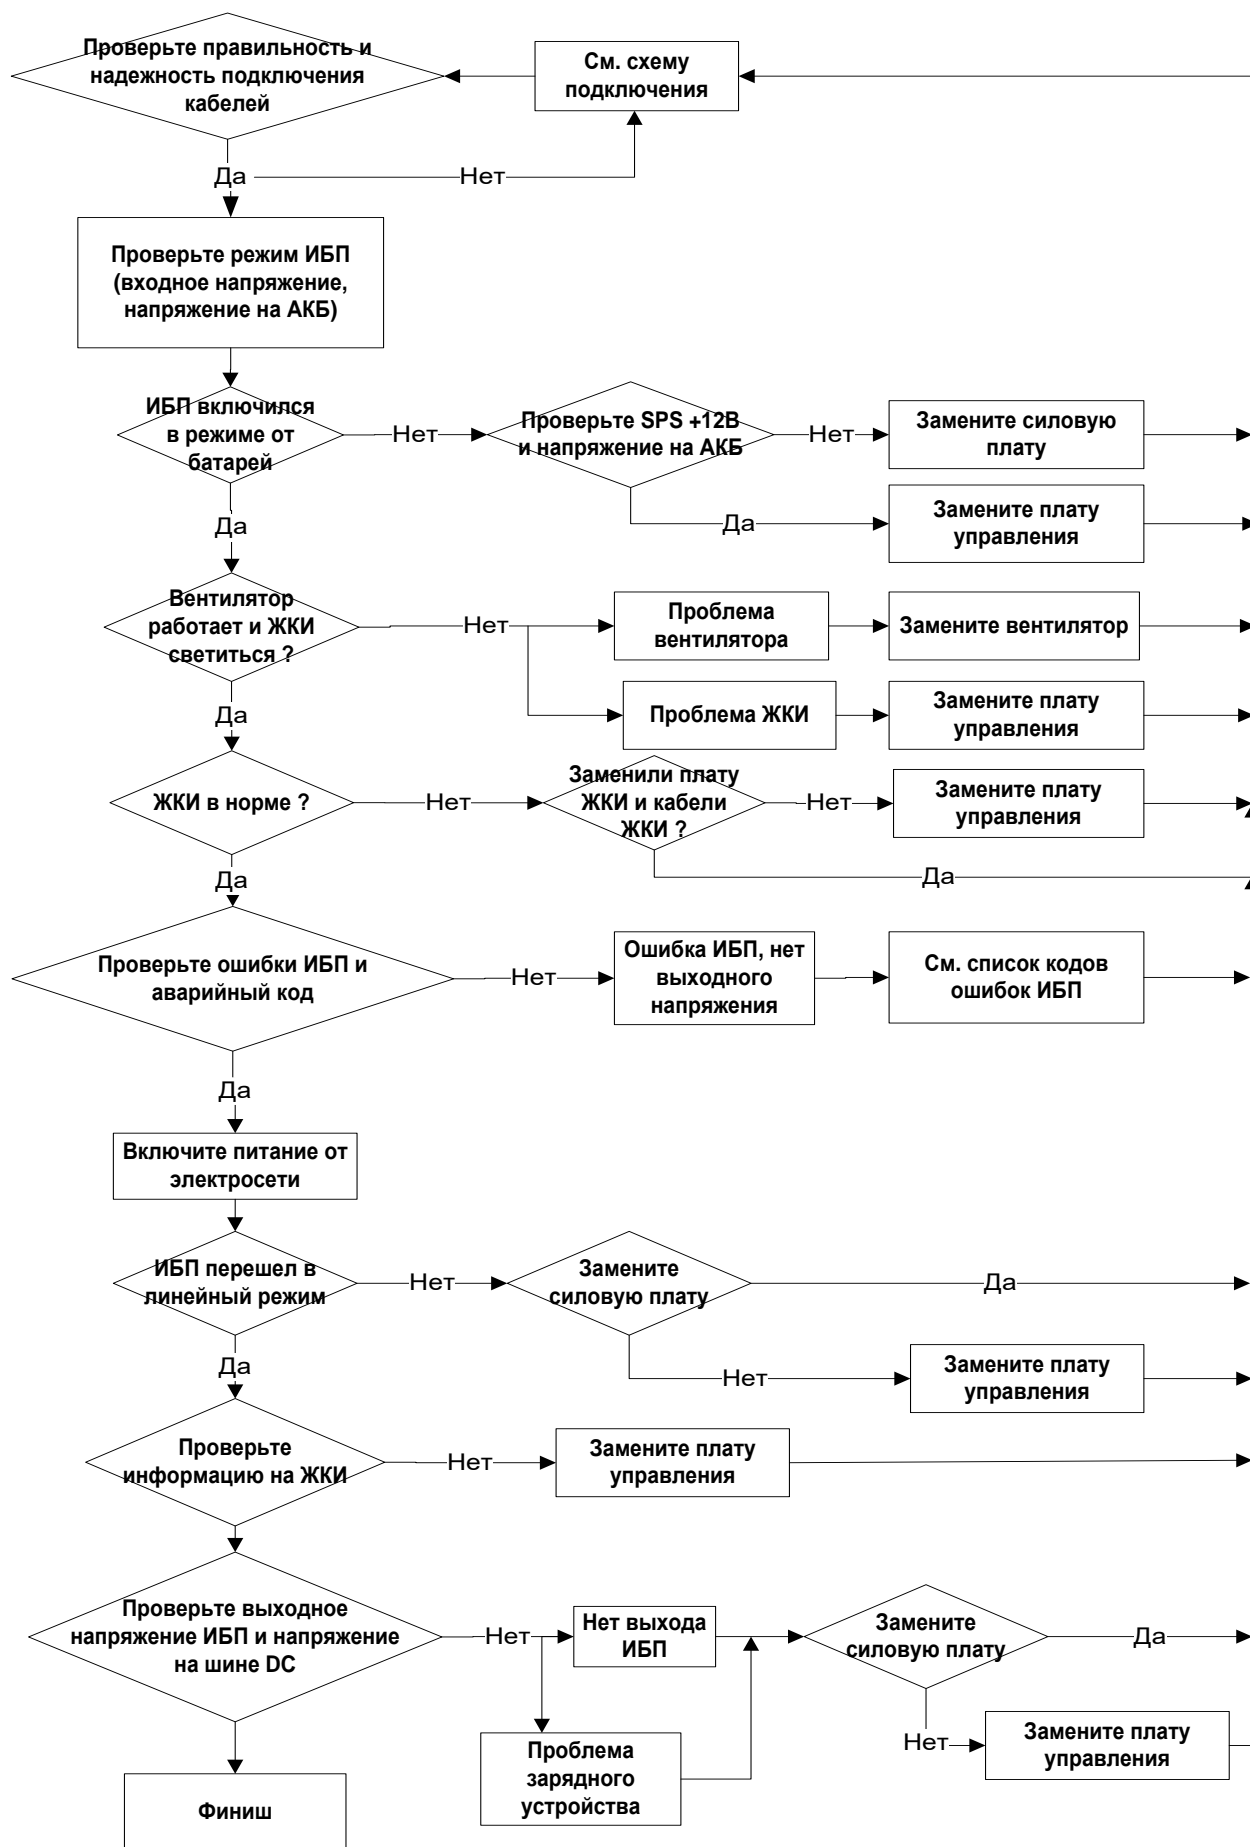 Проверьте правильность и
надежность подключения
кабелей
См. схему
подключения
Да
Нет
Проверьте режим ИБП
(входное напряжение,
напряжение на АКБ)
ИБП включился
в режиме от
батарей
Нет
Проверьте SPS +12В
и напряжение на АКБ
Нет
Замените силовую
плату
Да
Да
Замените плату
управления
Вентилятор
работает и ЖКИ
светиться ?
Нет
Проблема
вентилятора
Замените вентилятор
Да
Проблема ЖКИ
Замените плату
управления
ЖКИ в норме ?
Нет
Заменили плату
ЖКИ и кабели
ЖКИ ?
Нет
Замените плату
управления
Да
Да
Проверьте ошибки ИБП и
аварийный код
Нет
Ошибка ИБП, нет
выходного
напряжения
См. список кодов
ошибок ИБП
Да
Включите питание от
электросети
ИБП перешел в
линейный режим
Нет
Замените
силовую плату
Да
Да
Нет
Замените плату
управления
Проверьте
информацию на ЖКИ
Нет
Замените плату
управления
Проверьте выходное
напряжение ИБП и напряжение
на шине DC
Нет
Нет выхода
ИБП
Замените
силовую плату
Да
Проблема
зарядного
устройства
Нет
Замените плату
управления
Финиш